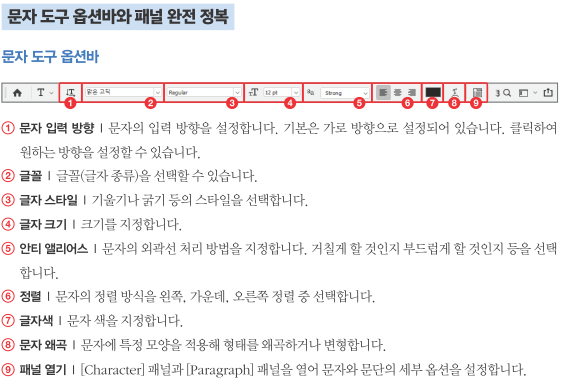 문자 도구 옵션바와 패널 완전 정복
문자 도구 옵션바
T 맑은 고딕 Regular 12 pt Strong 3
1 2 3 4 5 6 7 8 9
① 문자 입력 방향 | 문자의 입력 방향을 설정합니다. 기본은 가로 방향으로 설정되어 있습니다. 클릭하여
원하는 방향을 설정할 수 있습니다.
② 글꼴 | 글꼴(글자 종류)을 선택할 수 있습니다.
③ 글자 스타일 | 기울기나 굵기 등의 스타일을 선택합니다.
④ 글자 크기 | 크기를 지정합니다.
⑤ 안티 앨리어스 | 문자의 외곽선 처리 방법을 지정합니다. 거칠게 할 것인지 부드럽게 할 것인지 등을 선택
합니다.
⑥ 정렬 | 문자의 정렬 방식을 왼쪽, 가운데, 오른쪽 정렬 중 선택합니다.
⑦ 글자색 | 문자 색을 지정합니다.
⑧ 문자 왜곡 | 문자에 특정 모양을 적용해 형태를 왜곡하거나 변형합니다.
⑨ 패널 열기 | [Character] 패널과 [Paragraph] 패널을 열어 문자와 문단의 세부 옵션을 설정합니다.